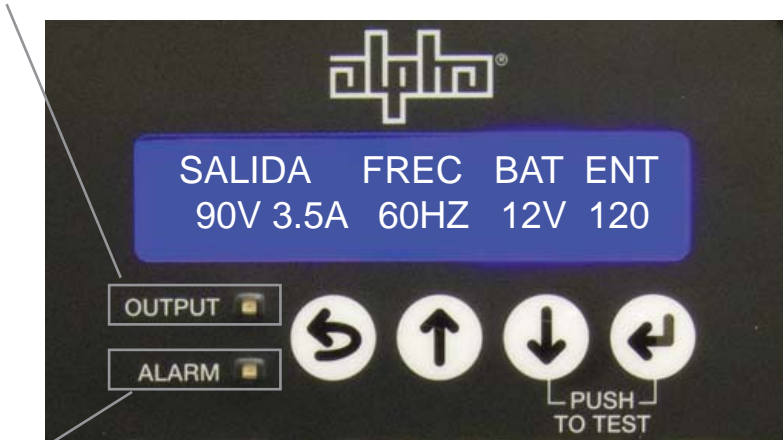 alpha®
SALIDA FREC BAT ENT
90V 3.5A 60HZ 12V 120
OUTPUT
ALARM
PUSH
TO TEST